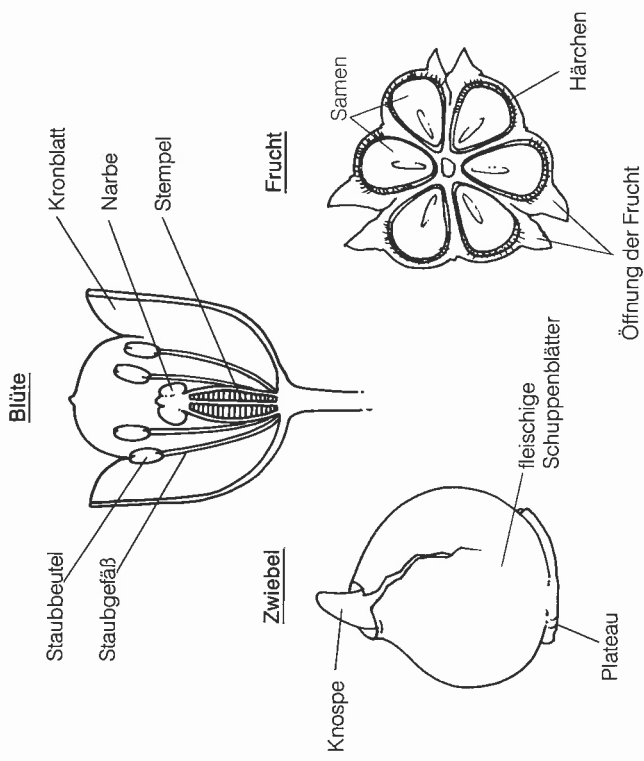 Blüte
Kronblatt
Narbe
Stempel
Staubbeutel
Staubgefäß
Zwiebel
Knospe
fleischige
Schuppenblätter
Plateau
Frucht
Samen
Härchen
Öffnung der Frucht